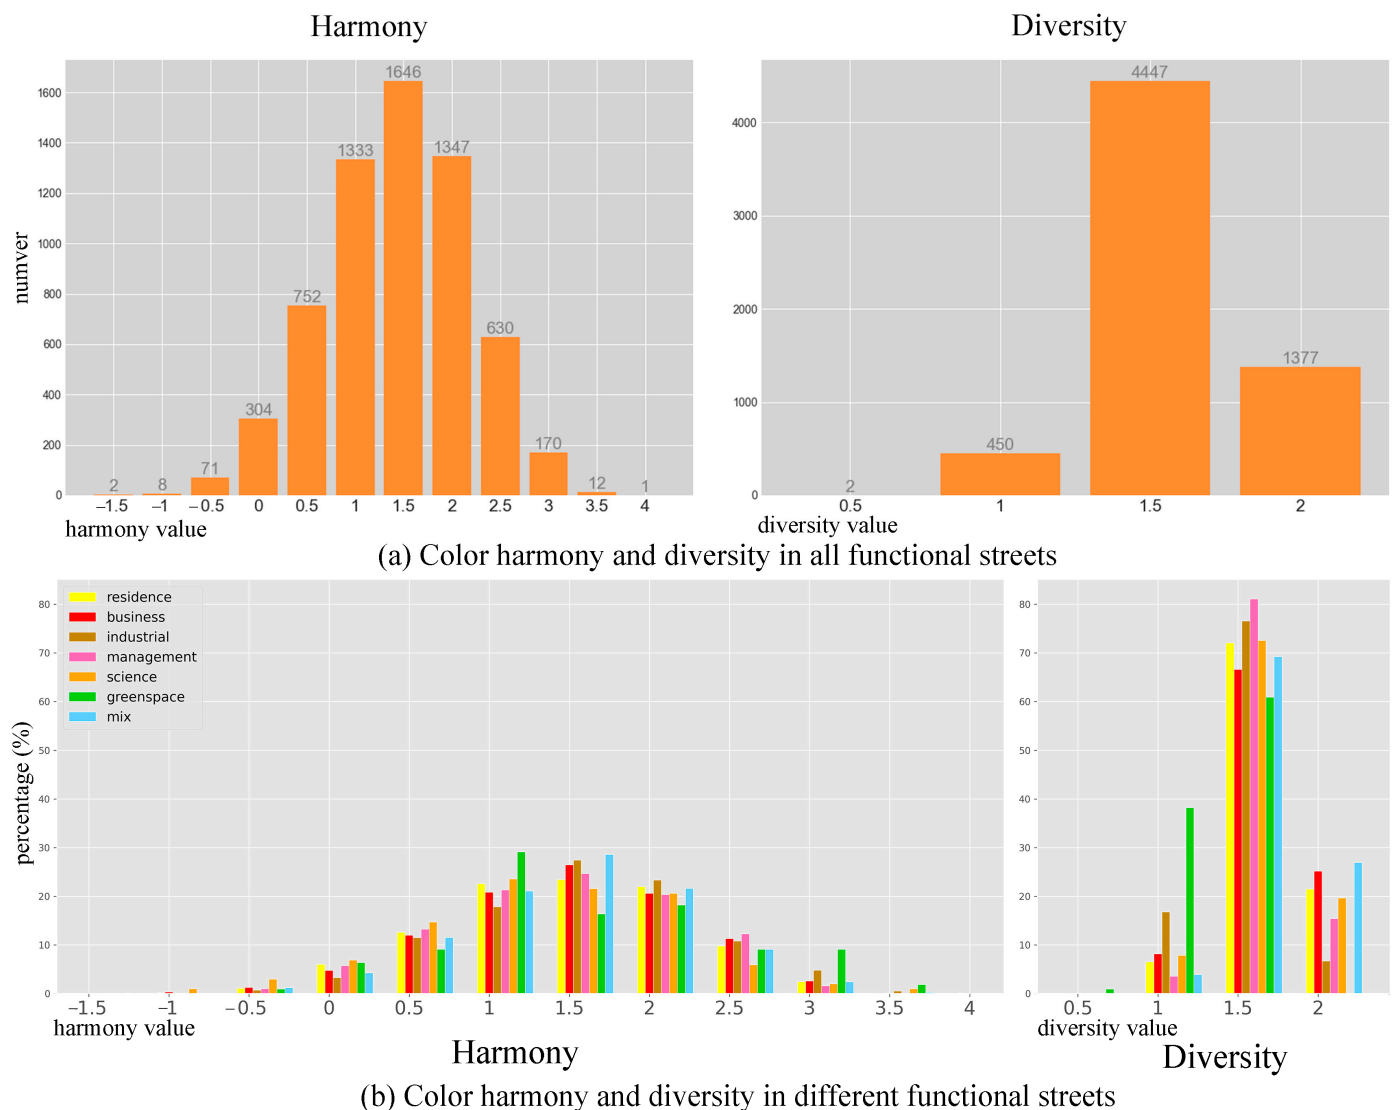 Harmony
Diversity
numver
1600
1400
1200
1000
800
600
400
200
0
2
8
71
304
752
1333
1646
1347
630
170
12
1
−1.5 −1 −0.5 0 0.5 1 1.5 2 2.5 3 3.5 4
harmony value
4000
3000
2000
1000
0
2
450
4447
1377
0.5 1 1.5 2
diversity value
(a) Color harmony and diversity in all functional streets
percentage (%)
80
70
60
50
40
30
20
10
0
residence
business
industrial
management
science
greenspace
mix
−1.5 −1 −0.5 0 0.5 1 1.5 2 2.5 3 3.5 4
harmony value
Harmony
80
70
60
50
40
30
20
10
0
0.5 1 1.5 2
diversity value
Diversity
(b) Color harmony and diversity in different functional streets